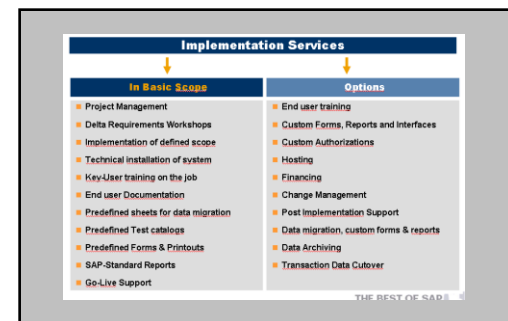 Implementation Services
In Basic Scope
Project Management
Delta Requirements Workshops
Implementation of defined scope
Technical installation of system
Key-User training on the job
End user Documentation
Predefined sheets for data migration
Predefined Test catalogs
Predefined Forms & Printouts
SAP-Standard Reports
Go-Live Support
Options
End user training
Custom Forms, Reports and Interfaces
Custom Authorizations
Hosting
Financing
Change Management
Post Implementation Support
Data migration, custom forms & reports
Data Archiving
Transaction Data Cutover
THE BEST OF SAP